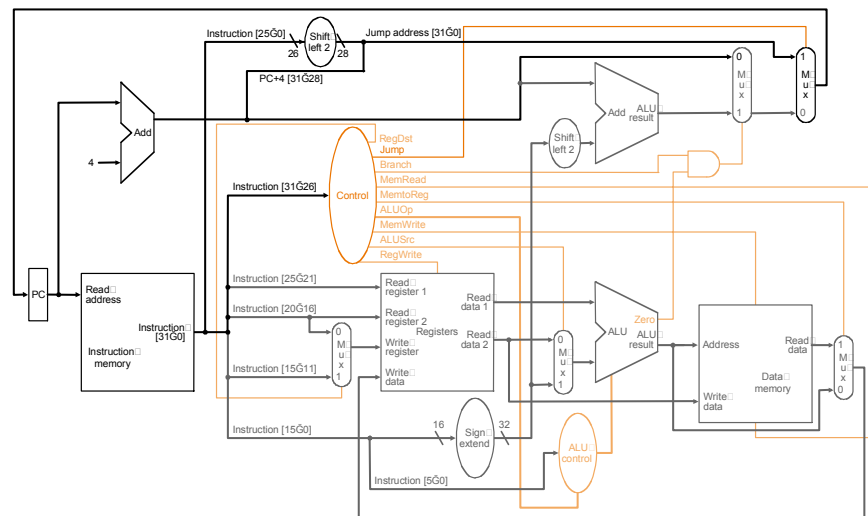 Instruction [25Ğ0]
26
Shift
left 2
28
Jump address [31Ğ0]
PC+4 [31Ğ28]
Add
4
0
M
u
x
1
1
M
u
x
0
Add
ALU
result
Shift
left 2
RegDst
Jump
Branch
MemRead
MemtoReg
ALUOp
MemWrite
ALUSrc
RegWrite
Control
Instruction [31Ğ26]
PC
Read
address
Instruction
[31G0]
Instruction
memory
Instruction [25Ğ21]
Instruction [20Ğ16]
Instruction [15Ğ11]
Instruction [15Ğ0]
0
M
u
x
1
Read
register 1
Read
register 2
Write
register
Write
data
Registers
Read
data 1
Read
data 2
0
M
u
x
1
Zero
ALU
ALU
result
Address
Write
data
Read
data
Data
memory
1
M
u
x
0
16
Sign
extend
32
ALU
control
Instruction [5Ğ0]